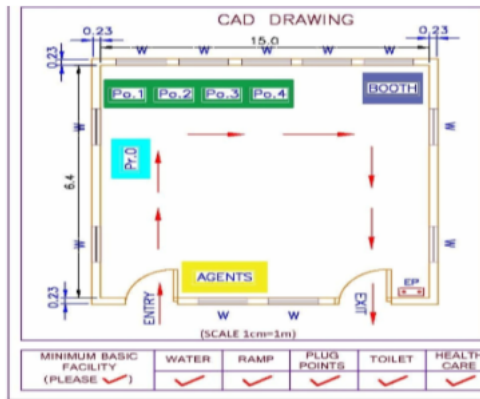 CAD DRAWING
0.23
15.0
0.23
0.23
W W W W W
Po.1 Po.2 Po.3 Po.4
BOOTH
W
W
Pr.O
6.4
W
W
AGENTS
EP
0.23
ENTRY
EXIT
W W
(SCALE 1cm=1m)
MINIMUM BASIC FACILITY (PLEASE ✓)
WATER
RAMP
PLUG POINTS
TOILET
HEALTH CARE